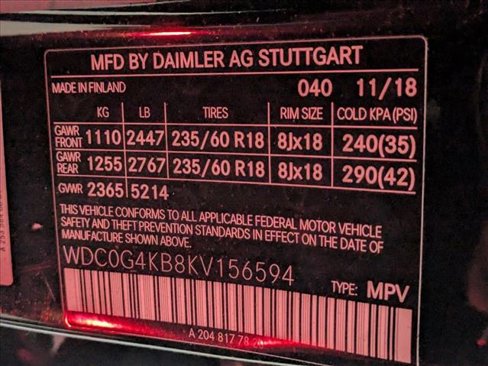 MFD BY DAIMLER AG STUTTGART
MADE IN FINLAND 040 11/18
KG LB TIRES RIM SIZE COLD KPA(PSI)
GAWR FRONT 1110 2447 235/60 R18 8Jx18 240(35)
GAWR REAR 1255 2767 235/60 R18 8Jx18 290(42)
GVWR 2365 5214
THIS VEHICLE CONFORMS TO ALL APPLICABLE FEDERAL MOTOR VEHICLE
SAFETY AND THEFT PREVENTION STANDARDS IN EFFECT ON THE DATE OF
MANUFACTURE SHOWN ABOVE.
WDC0G4KB8KV156594
TYPE: MPV
A 204 817 78